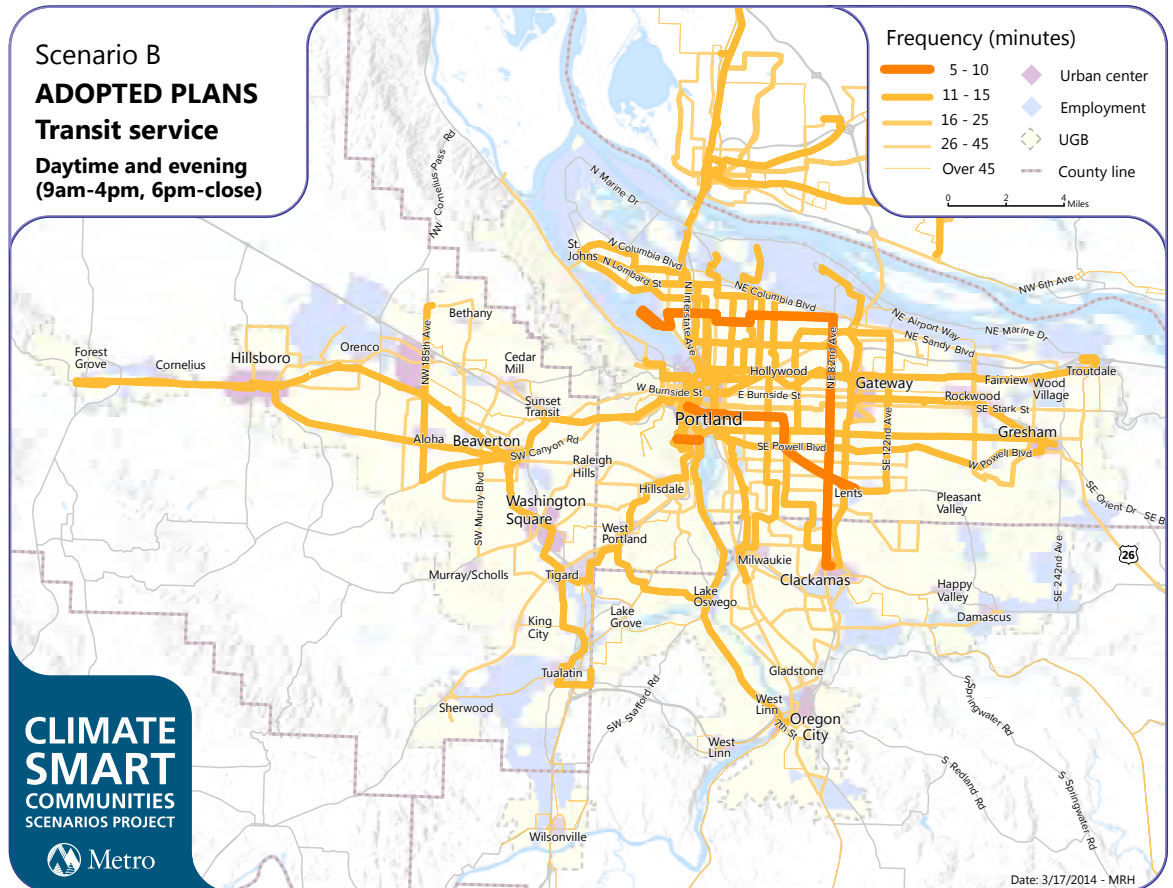 Scenario B
ADOPTED PLANS
Transit service
Daytime and evening
(9am-4pm, 6pm-close)
Frequency (minutes)
5 - 10
11 - 15
16 - 25
26 - 45
Over 45
Urban center
Employment
UGB
County line
0 2 4 Miles
NW Cornelius Pass Rd
N Marine Dr
St.
Johns
N Columbia Blvd
N Lombard St
N Interstate Ave
NE Columbia Blvd
NW 6th Ave
NE Airport Way
NE Marine Dr
NE Sandy Blvd
NE 82nd Ave
Bethany
NW 185th Ave
Orenco
Forest
Grove
Cornelius
Hillsboro
Cedar
Mill
Sunset
Transit
W Burnside St
Hollywood
E Burnside St
Gateway
Fairview
Wood
Village
Troutdale
Rockwood
SE Stark St
Portland
Gresham
Aloha
Beaverton
SW Canyon Rd
Raleigh
Hills
SE Powell Blvd
SE 122nd Ave
W Powell Blvd
SW Murray Blvd
Washington
Square
Hillsdale
Lents
Pleasant
Valley
SE Orient Dr
SE B
West
Portland
26
Murray/Scholls
Tigard
Milwaukie
Clackamas
SE 242nd Ave
Happy
Valley
Damascus
Lake
Oswego
King
City
Lake
Grove
Tualatin
Gladstone
Sherwood
SW Stafford Rd
West
Linn
7th St
Oregon
City
West
Linn
S Springwater Rd
S Redland Rd
S Springwater Rd
Wilsonville
CLIMATE
SMART
COMMUNITIES
SCENARIOS PROJECT
Metro
Date: 3/17/2014 - MRH